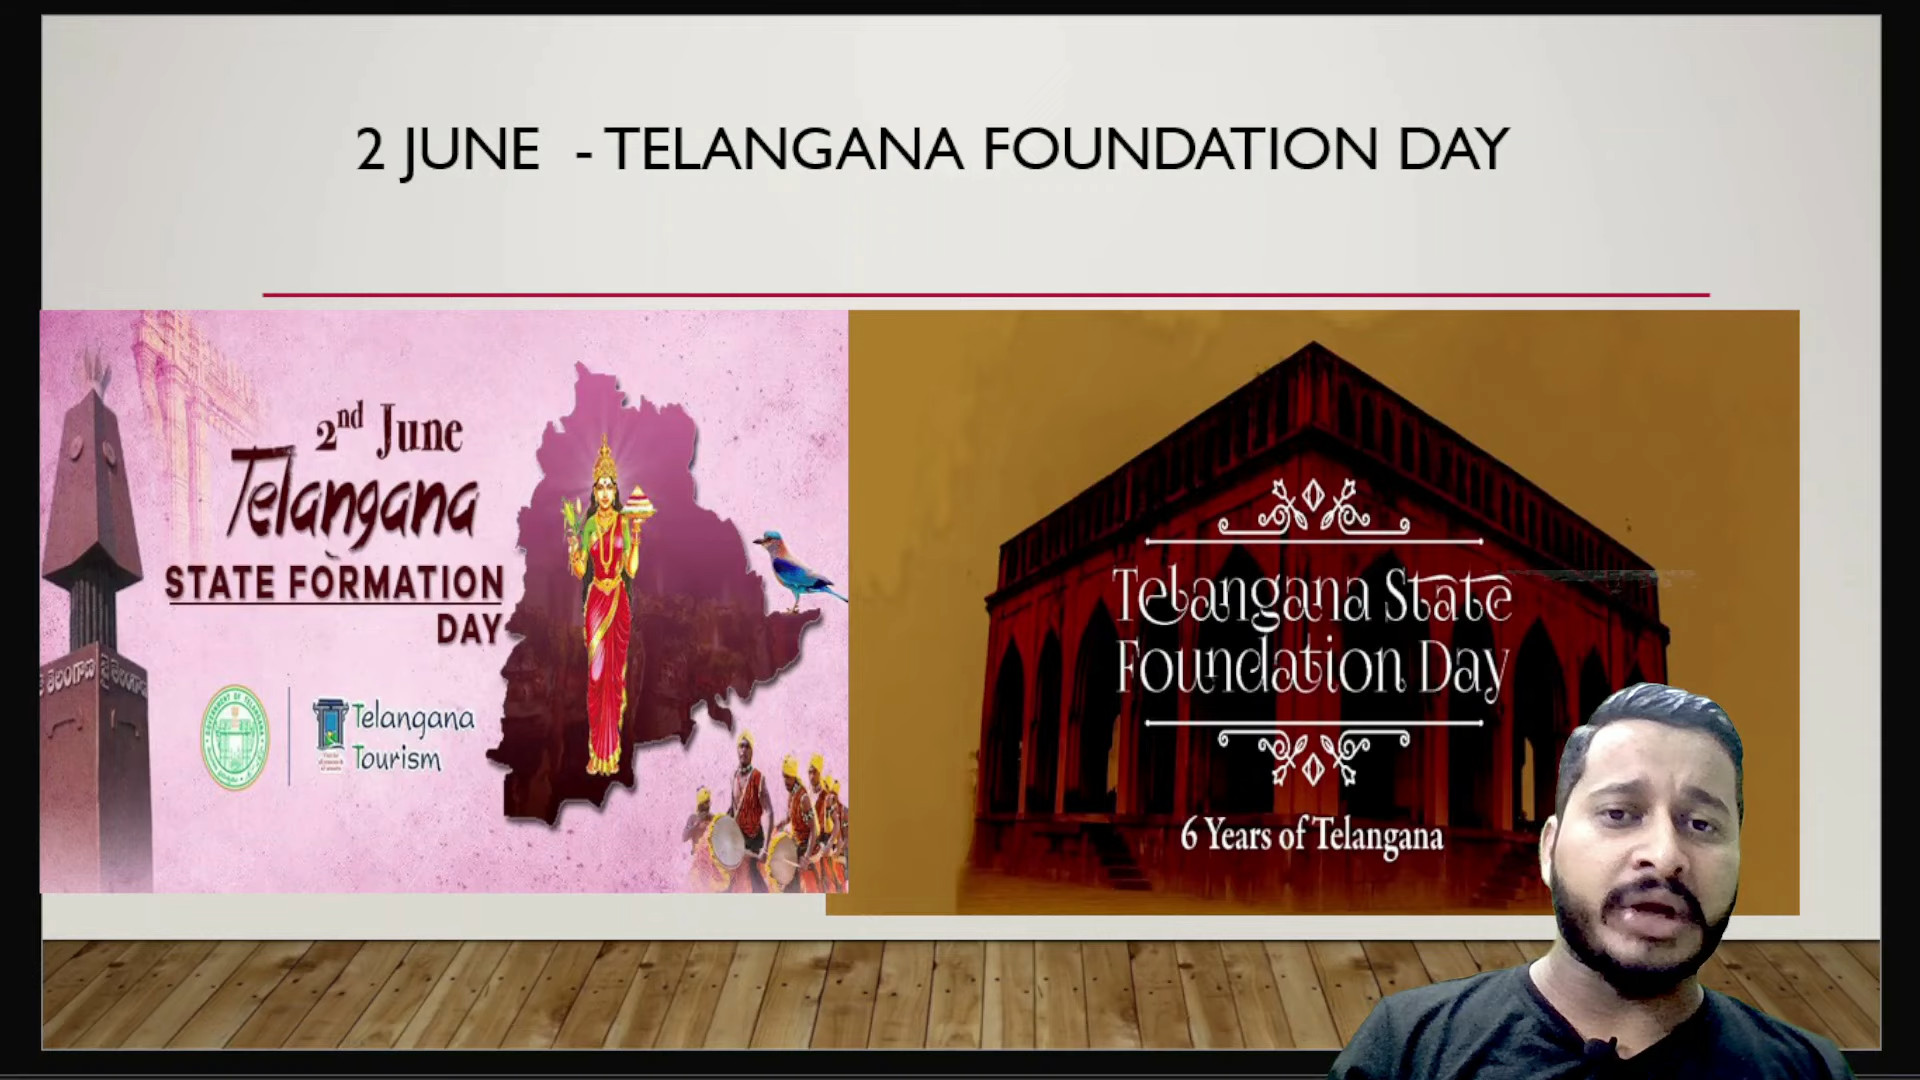 2 JUNE - TELANGANA FOUNDATION DAY
2nd June
Telangana
STATE FORMATION
DAY
Telangana
Tourism
Telangana State
Foundation Day
6 Years of Telangana